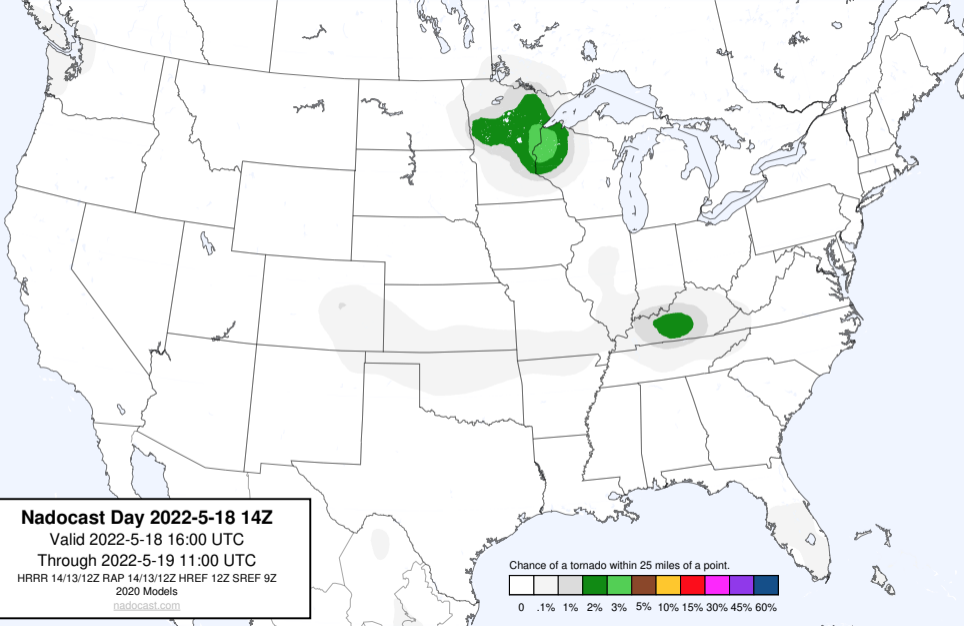 Nadocast Day 2022-5-18 14Z
Valid 2022-5-18 16:00 UTC
Through 2022-5-19 11:00 UTC
HRRR 14/13/12Z RAP 14/13/12Z HREF 12Z SREF 9Z
2020 Models
nadocast.com
Chance of a tornado within 25 miles of a point.
0 .1% 1% 2% 3% 5% 10% 15% 30% 45% 60%